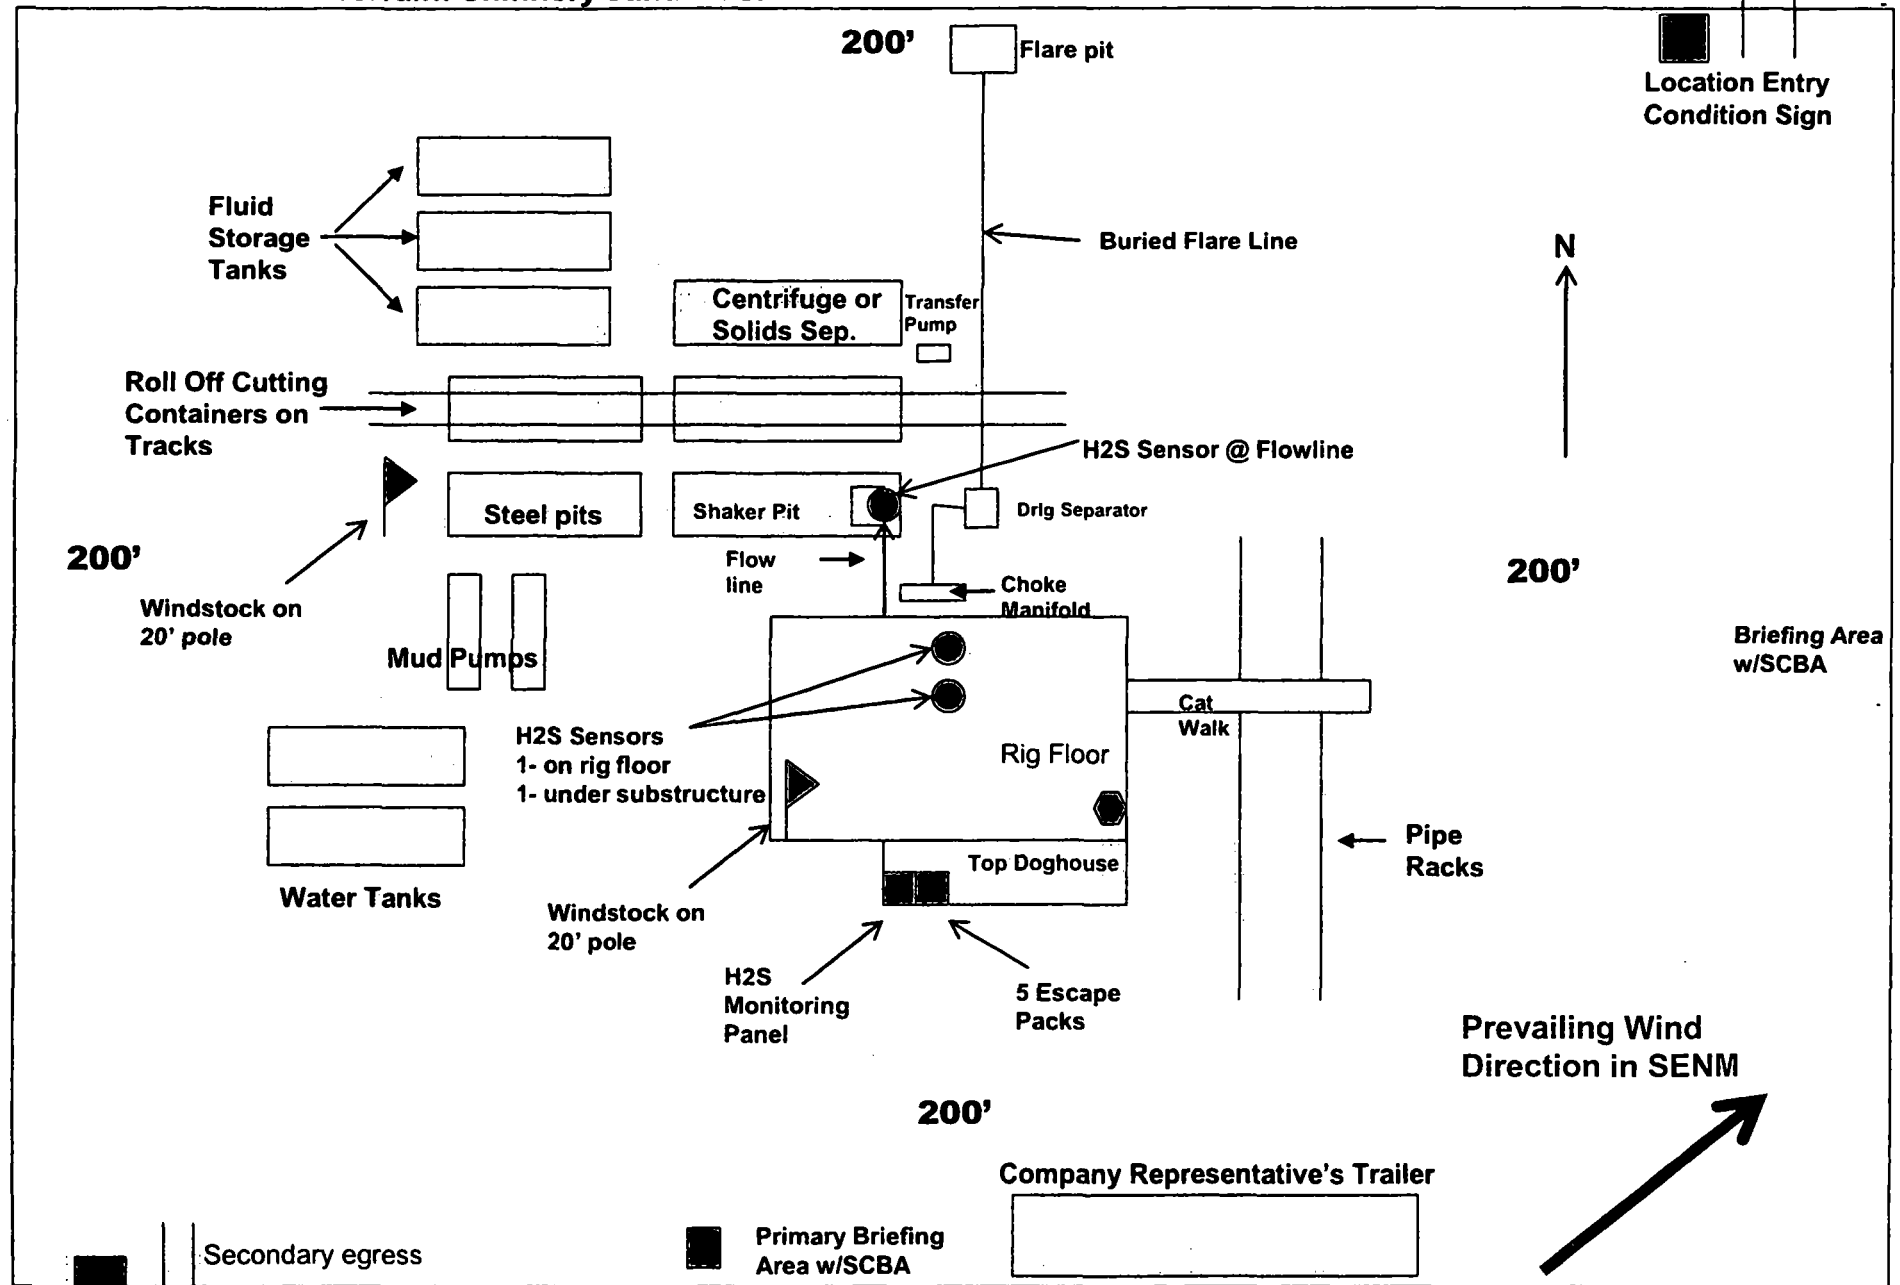 200'
Flare pit
Location Entry
Condition Sign
Fluid
Storage
Tanks
Buried Flare Line
N
Centrifuge or
Solids Sep.
Transfer
Pump
Roll Off Cutting
Containers on
Tracks
H2S Sensor @ Flowline
Steel pits
Shaker Pit
Drlg Separator
200'
Flow
line
Choke
Manifold
200'
Windstock on
20' pole
Mud Pumps
Briefing Area
w/SCBA
Cat
Walk
H2S Sensors
1- on rig floor
1- under substructure
Rig Floor
Pipe
Racks
Top Doghouse
Water Tanks
Windstock on
20' pole
H2S
Monitoring
Panel
5 Escape
Packs
Prevailing Wind
Direction in SENM
200'
Company Representative's Trailer
Secondary egress
Primary Briefing
Area w/SCBA